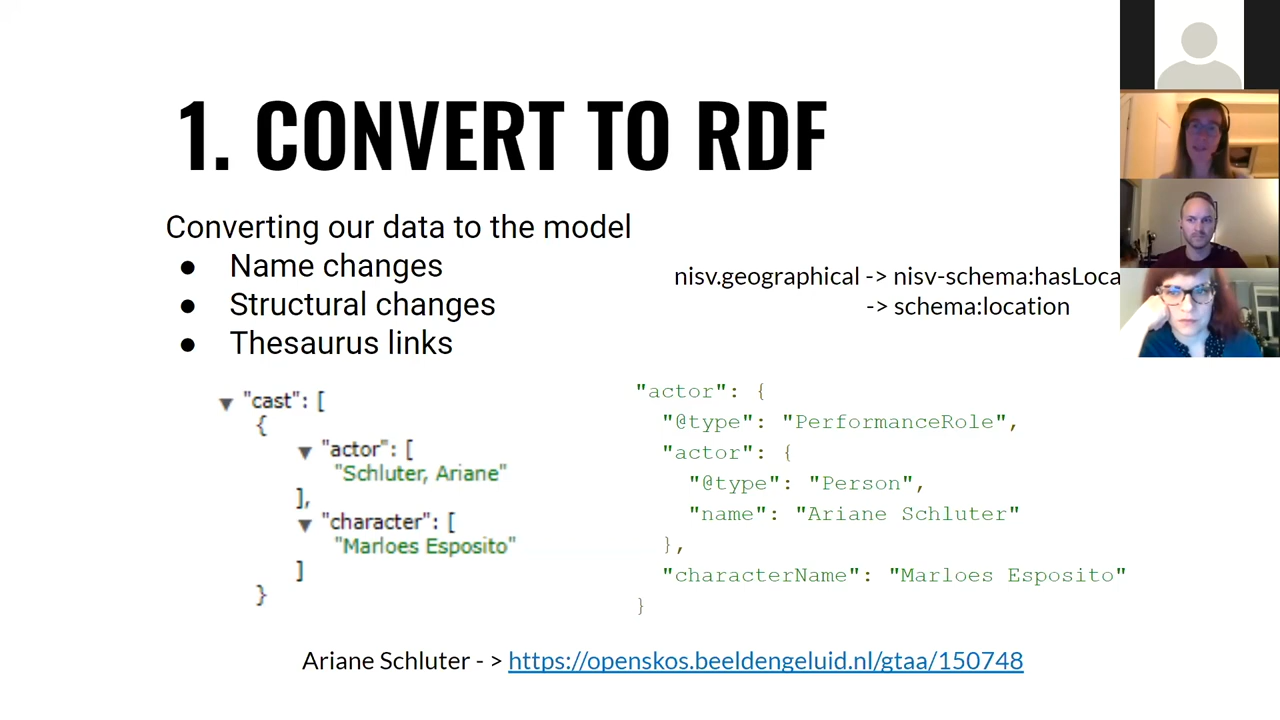 1. CONVERT TO RDF
Converting our data to the model
● Name changes
● Structural changes
● Thesaurus links
nisv.geographical -> nisv-schema:hasLoca
-> schema:location
▼ "cast": [
{
▼ "actor": [
"Schluter, Ariane"
],
▼ "character": [
"Marloes Esposito"
]
}
"actor": {
"@type": "PerformanceRole",
"actor": {
"@type": "Person",
"name": "Ariane Schluter"
},
"characterName": "Marloes Esposito"
}
Ariane Schluter - > https://openskos.beeldengeluid.nl/gtaa/150748